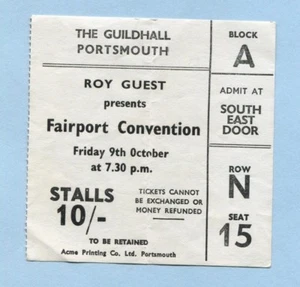 THE GUILDHALL
PORTSMOUTH
ROY GUEST
presents
Fairport Convention
Friday 9th October
at 7.30 p.m.
STALLS
10/-
TICKETS CANNOT
BE EXCHANGED OR
MONEY REFUNDED
TO BE RETAINED
Acme Printing Co. Ltd. Portsmouth
BLOCK
A
ADMIT AT
SOUTH
EAST
DOOR
ROW
N
SEAT
15